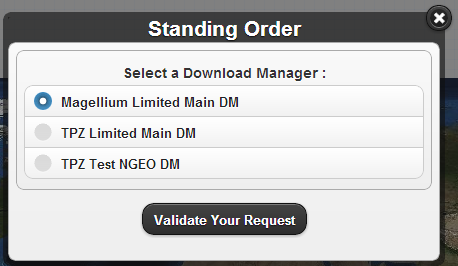 Standing Order
Select a Download Manager :
Magellium Limited Main DM
TPZ Limited Main DM
TPZ Test NGEO DM
Validate Your Request